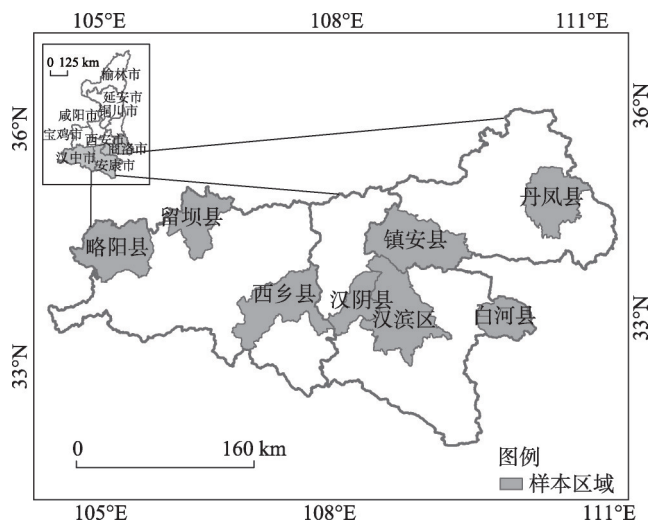 105°E 108°E 111°E
0 125 km
榆林市
延安市
铜川市
咸阳市
宝鸡市
西安市
商洛市
汉中市
安康市
36°N
36°N
丹凤县
留坝县
略阳县
镇安县
西乡县
汉阴县
汉滨区
白河县
33°N
33°N
0 160 km
图例
样本区域
105°E 108°E 111°E